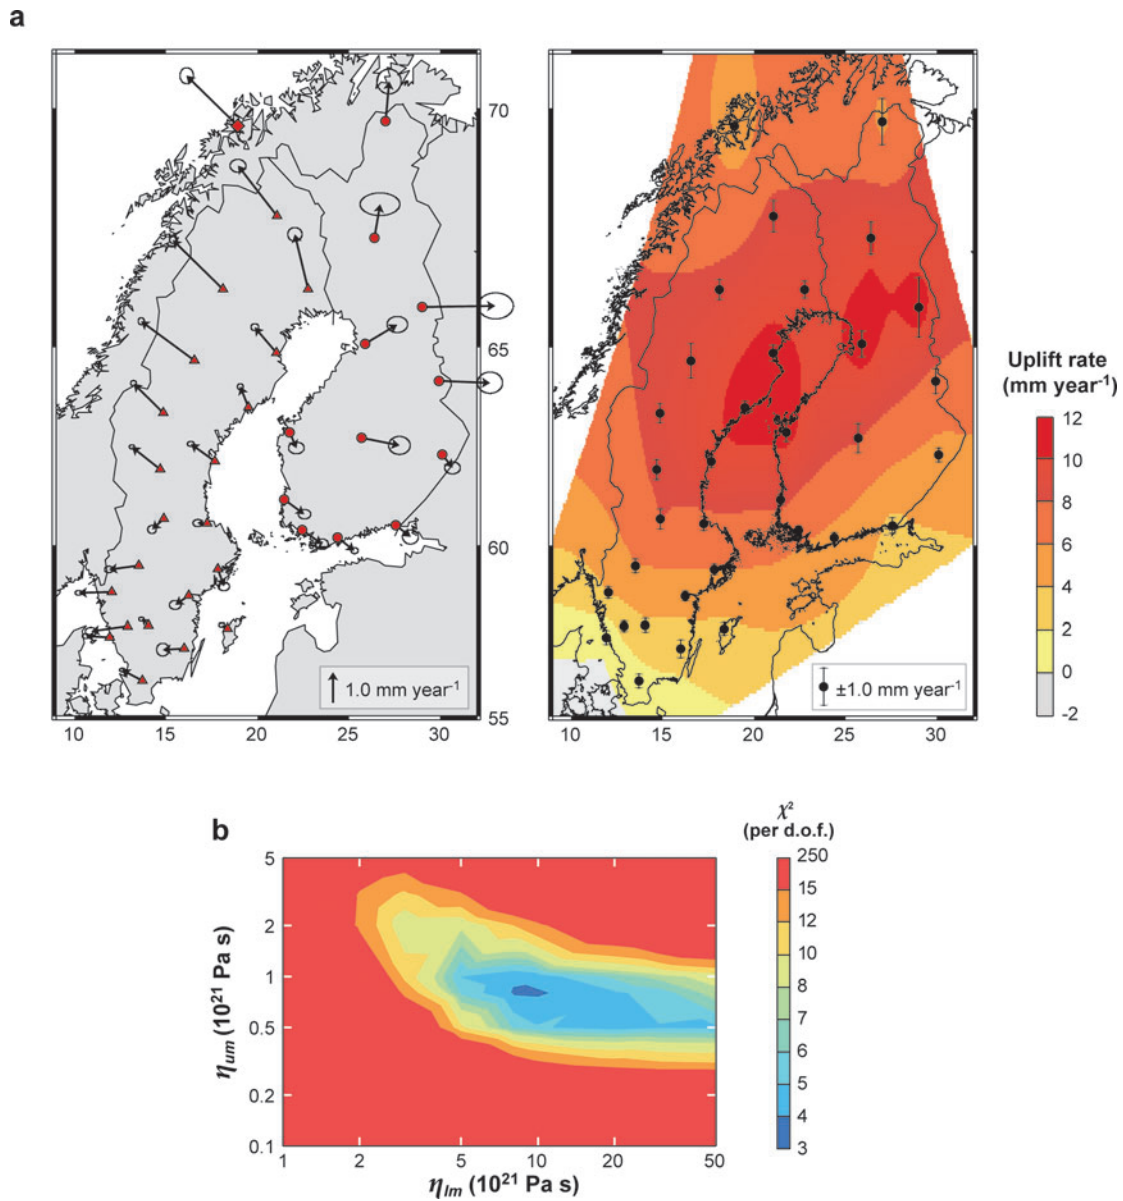 a
70
65
60
55
1.0 mm year⁻¹
10 15 20 25 30
±1.0 mm year⁻¹
10 15 20 25 30
Uplift rate
(mm year⁻¹)
12
10
8
6
4
2
0
-2
b
χ²
(per d.o.f.)
250
15
12
10
8
7
6
5
4
3
5
2
1
0.5
0.2
0.1
ηum (10²¹ Pa s)
1 2 5 10 20 50
ηlm (10²¹ Pa s)